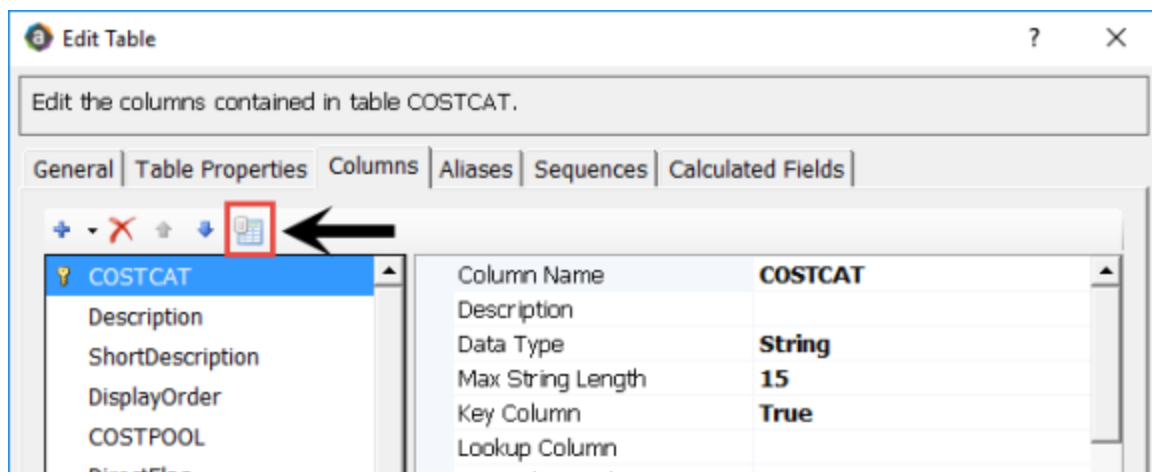 Edit Table ?
Edit the columns contained in table COSTCAT.
General Table Properties Columns Aliases Sequences Calculated Fields
COSTCAT
Description
ShortDescription
DisplayOrder
COSTPOOL
Column Name COSTCAT
Description
Data Type String
Max String Length 15
Key Column True
Lookup Column